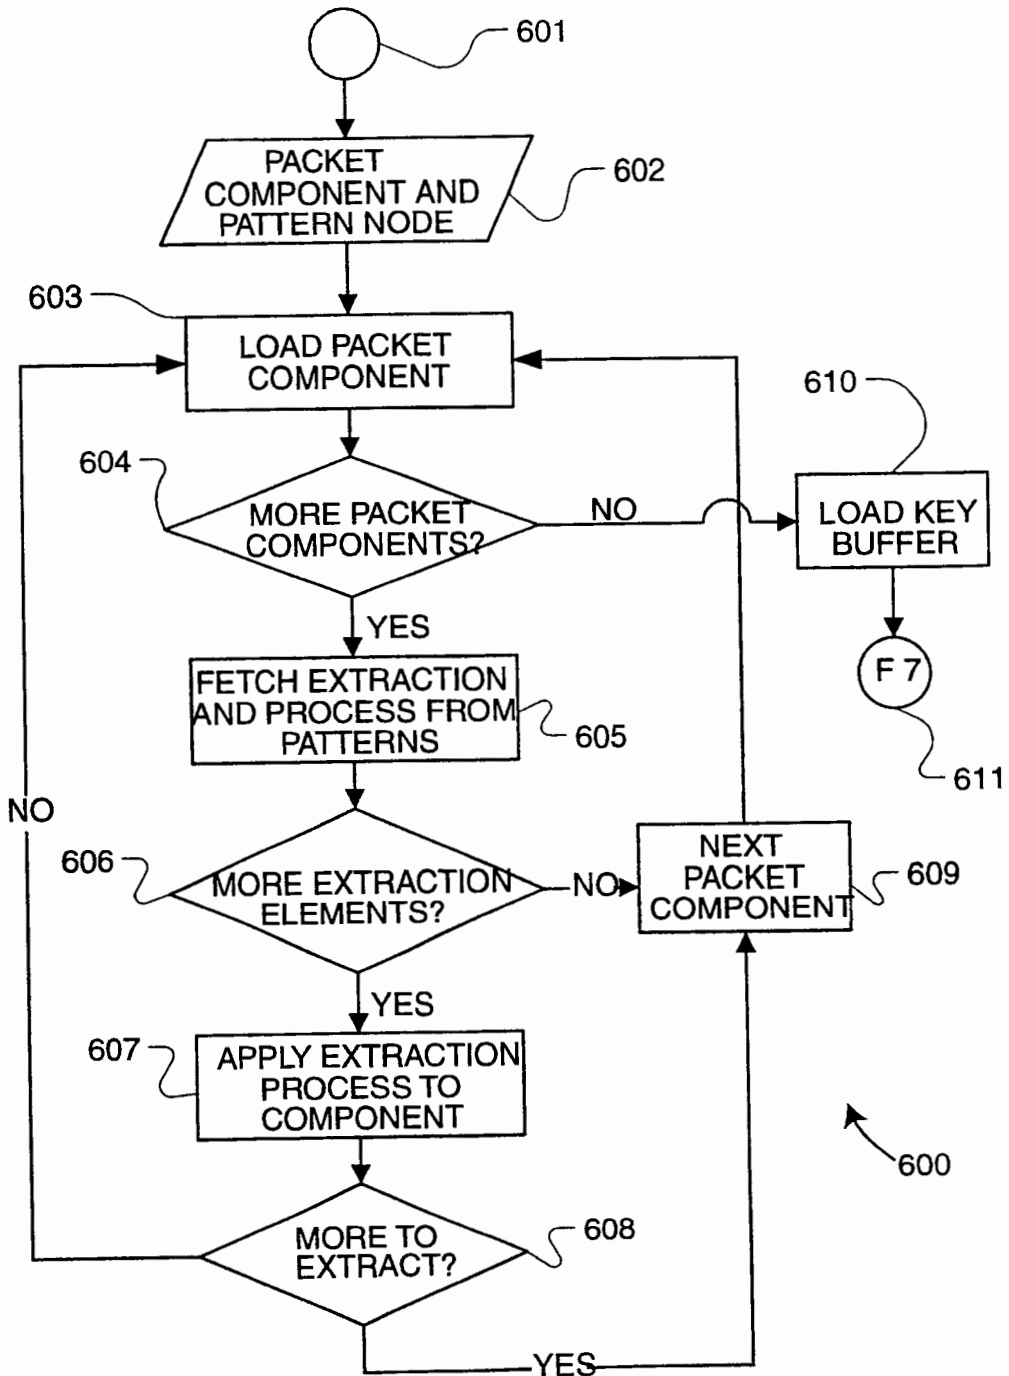 601
PACKET
COMPONENT AND
PATTERN NODE
602
603
LOAD PACKET
COMPONENT
610
604
MORE PACKET
COMPONENTS?
NO
LOAD KEY
BUFFER
YES
F 7
611
FETCH EXTRACTION
AND PROCESS FROM
PATTERNS
605
NO
606
MORE EXTRACTION
ELEMENTS?
NO
NEXT
PACKET
COMPONENT
609
YES
607
APPLY EXTRACTION
PROCESS TO
COMPONENT
600
MORE TO
EXTRACT?
608
YES